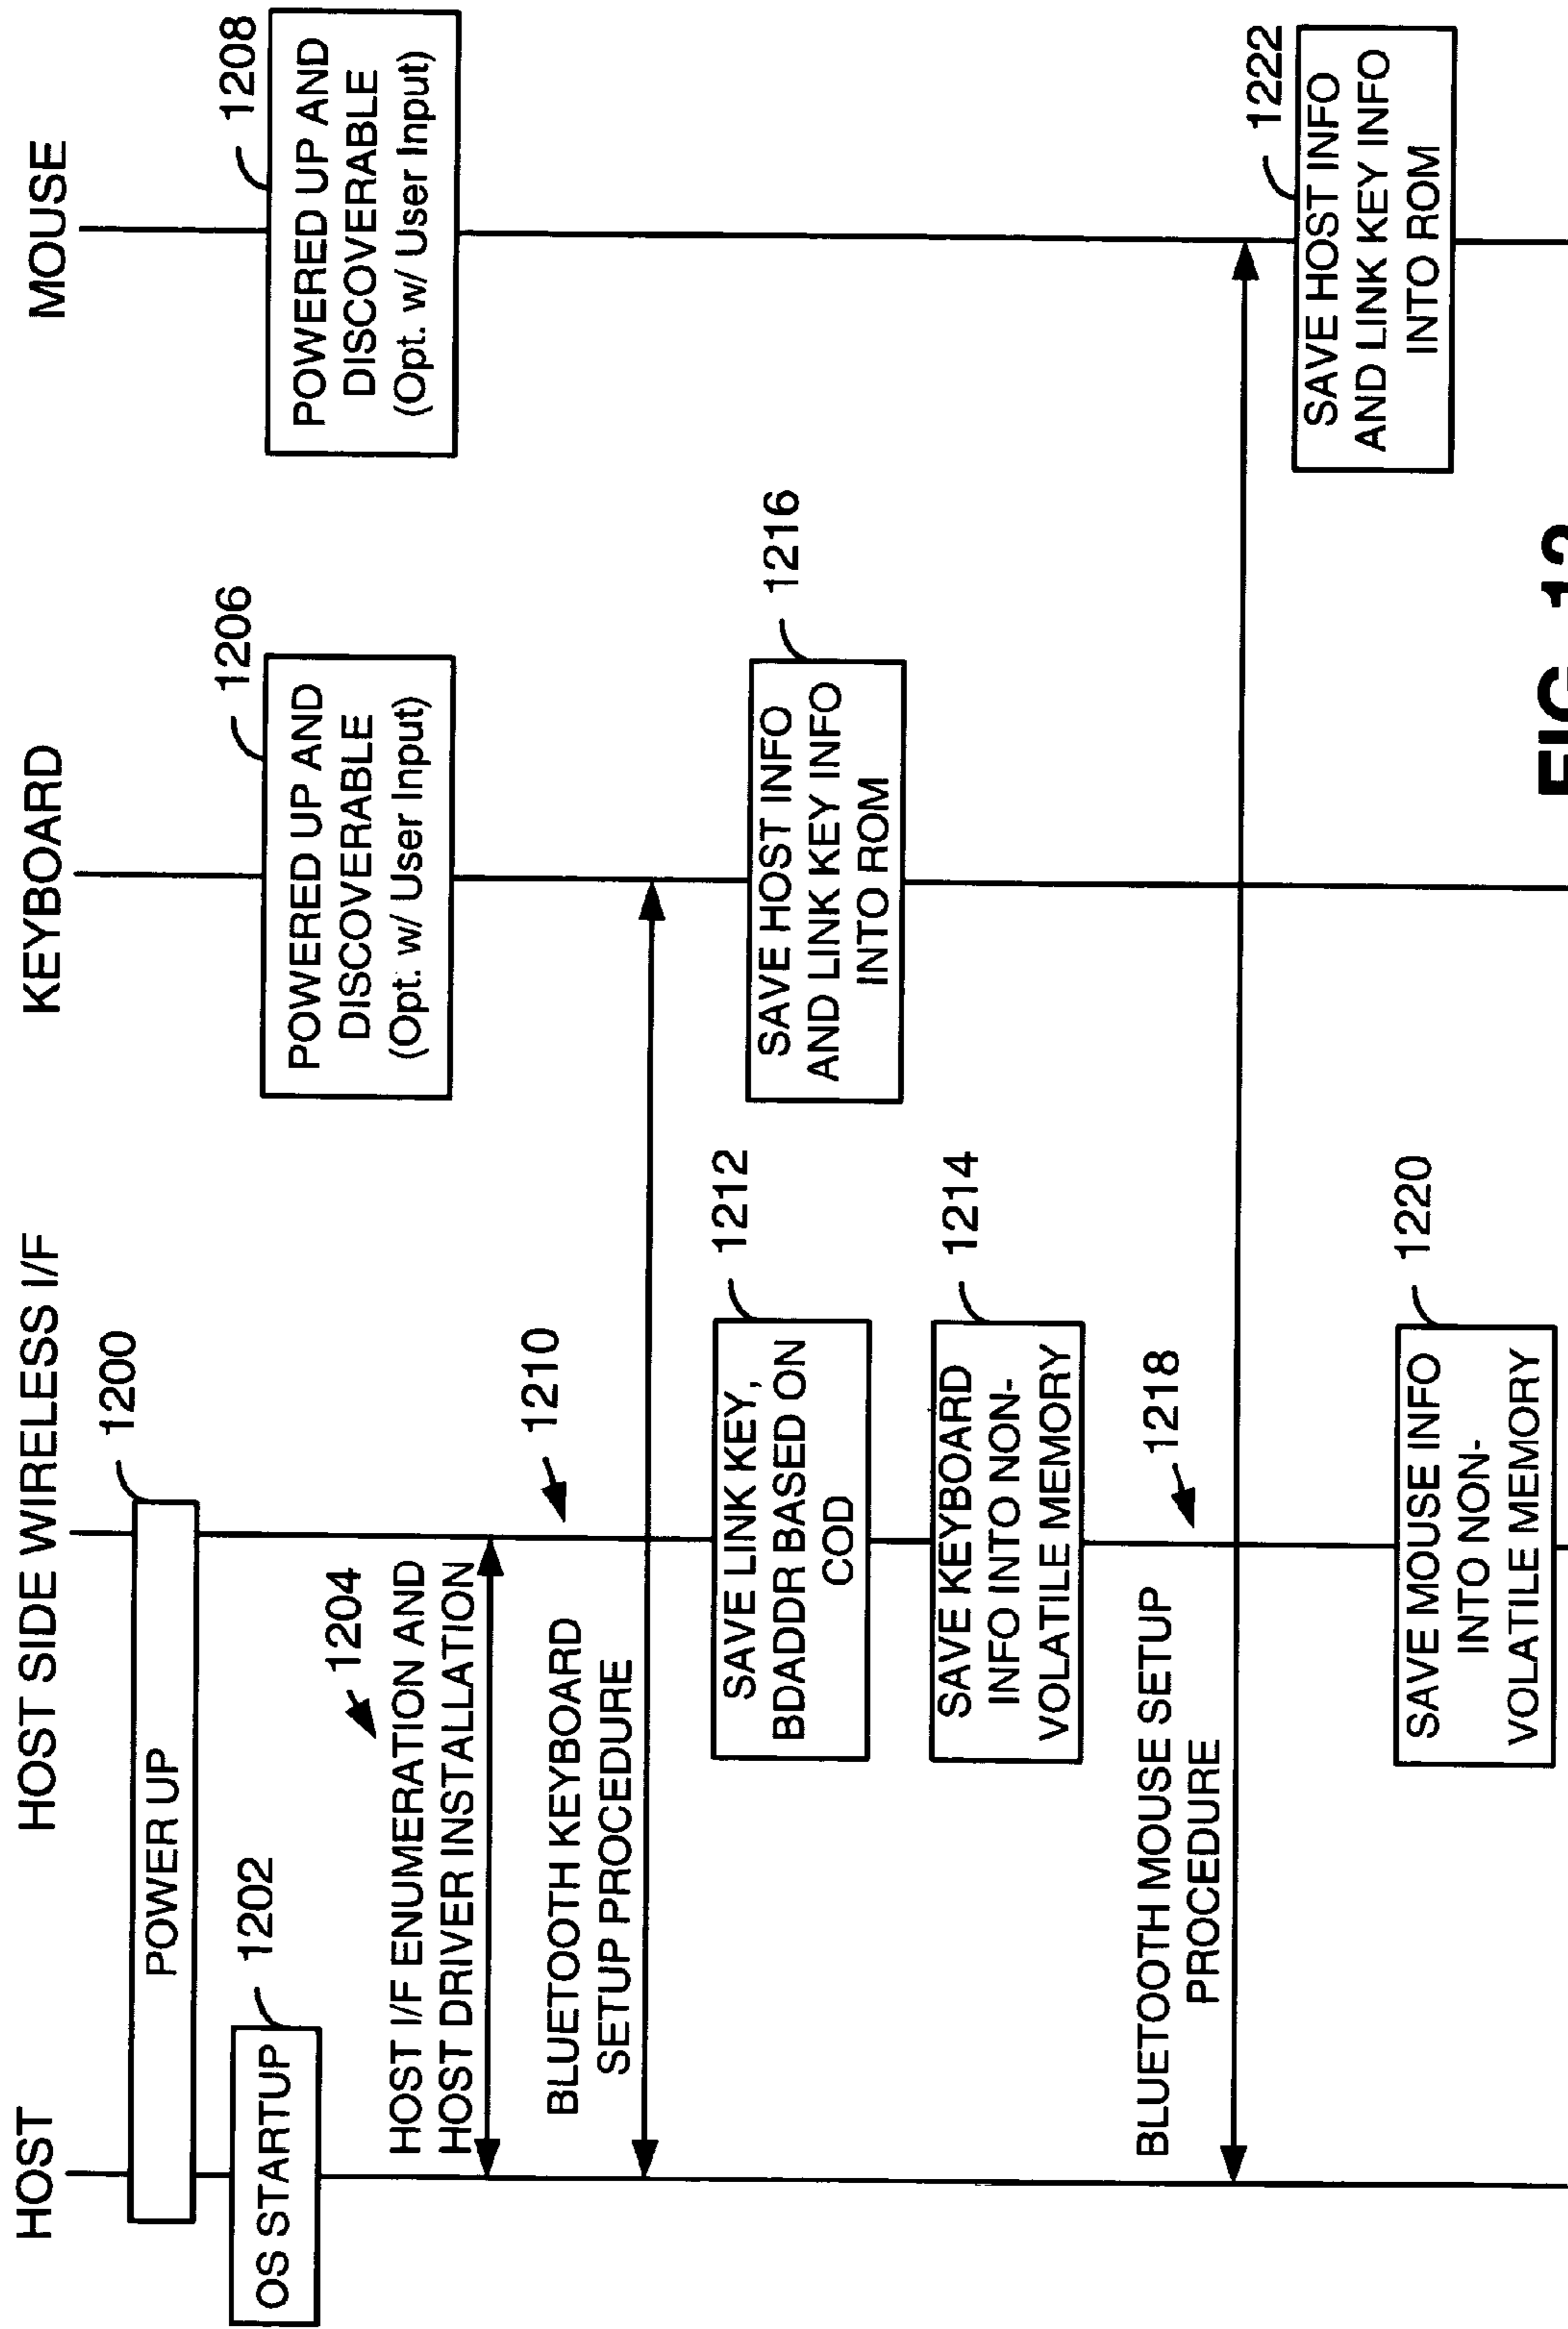 HOST
HOST SIDE WIRELESS I/F
KEYBOARD
MOUSE
1200
POWER UP
1202
OS STARTUP
1206
POWERED UP AND
DISCOVERABLE
(Opt. w/ User Input)
1208
POWERED UP AND
DISCOVERABLE
(Opt. w/ User Input)
1204
HOST I/F ENUMERATION AND
HOST DRIVER INSTALLATION
1210
BLUETOOTH KEYBOARD
SETUP PROCEDURE
1212
SAVE LINK KEY,
BDADDR BASED ON
COD
1216
SAVE HOST INFO
AND LINK KEY INFO
INTO ROM
1214
SAVE KEYBOARD
INFO INTO NON-
VOLATILE MEMORY
1218
BLUETOOTH MOUSE SETUP
PROCEDURE
1222
SAVE HOST INFO
AND LINK KEY INFO
INTO ROM
1220
SAVE MOUSE INFO
INTO NON-
VOLATILE MEMORY
FIG. 12